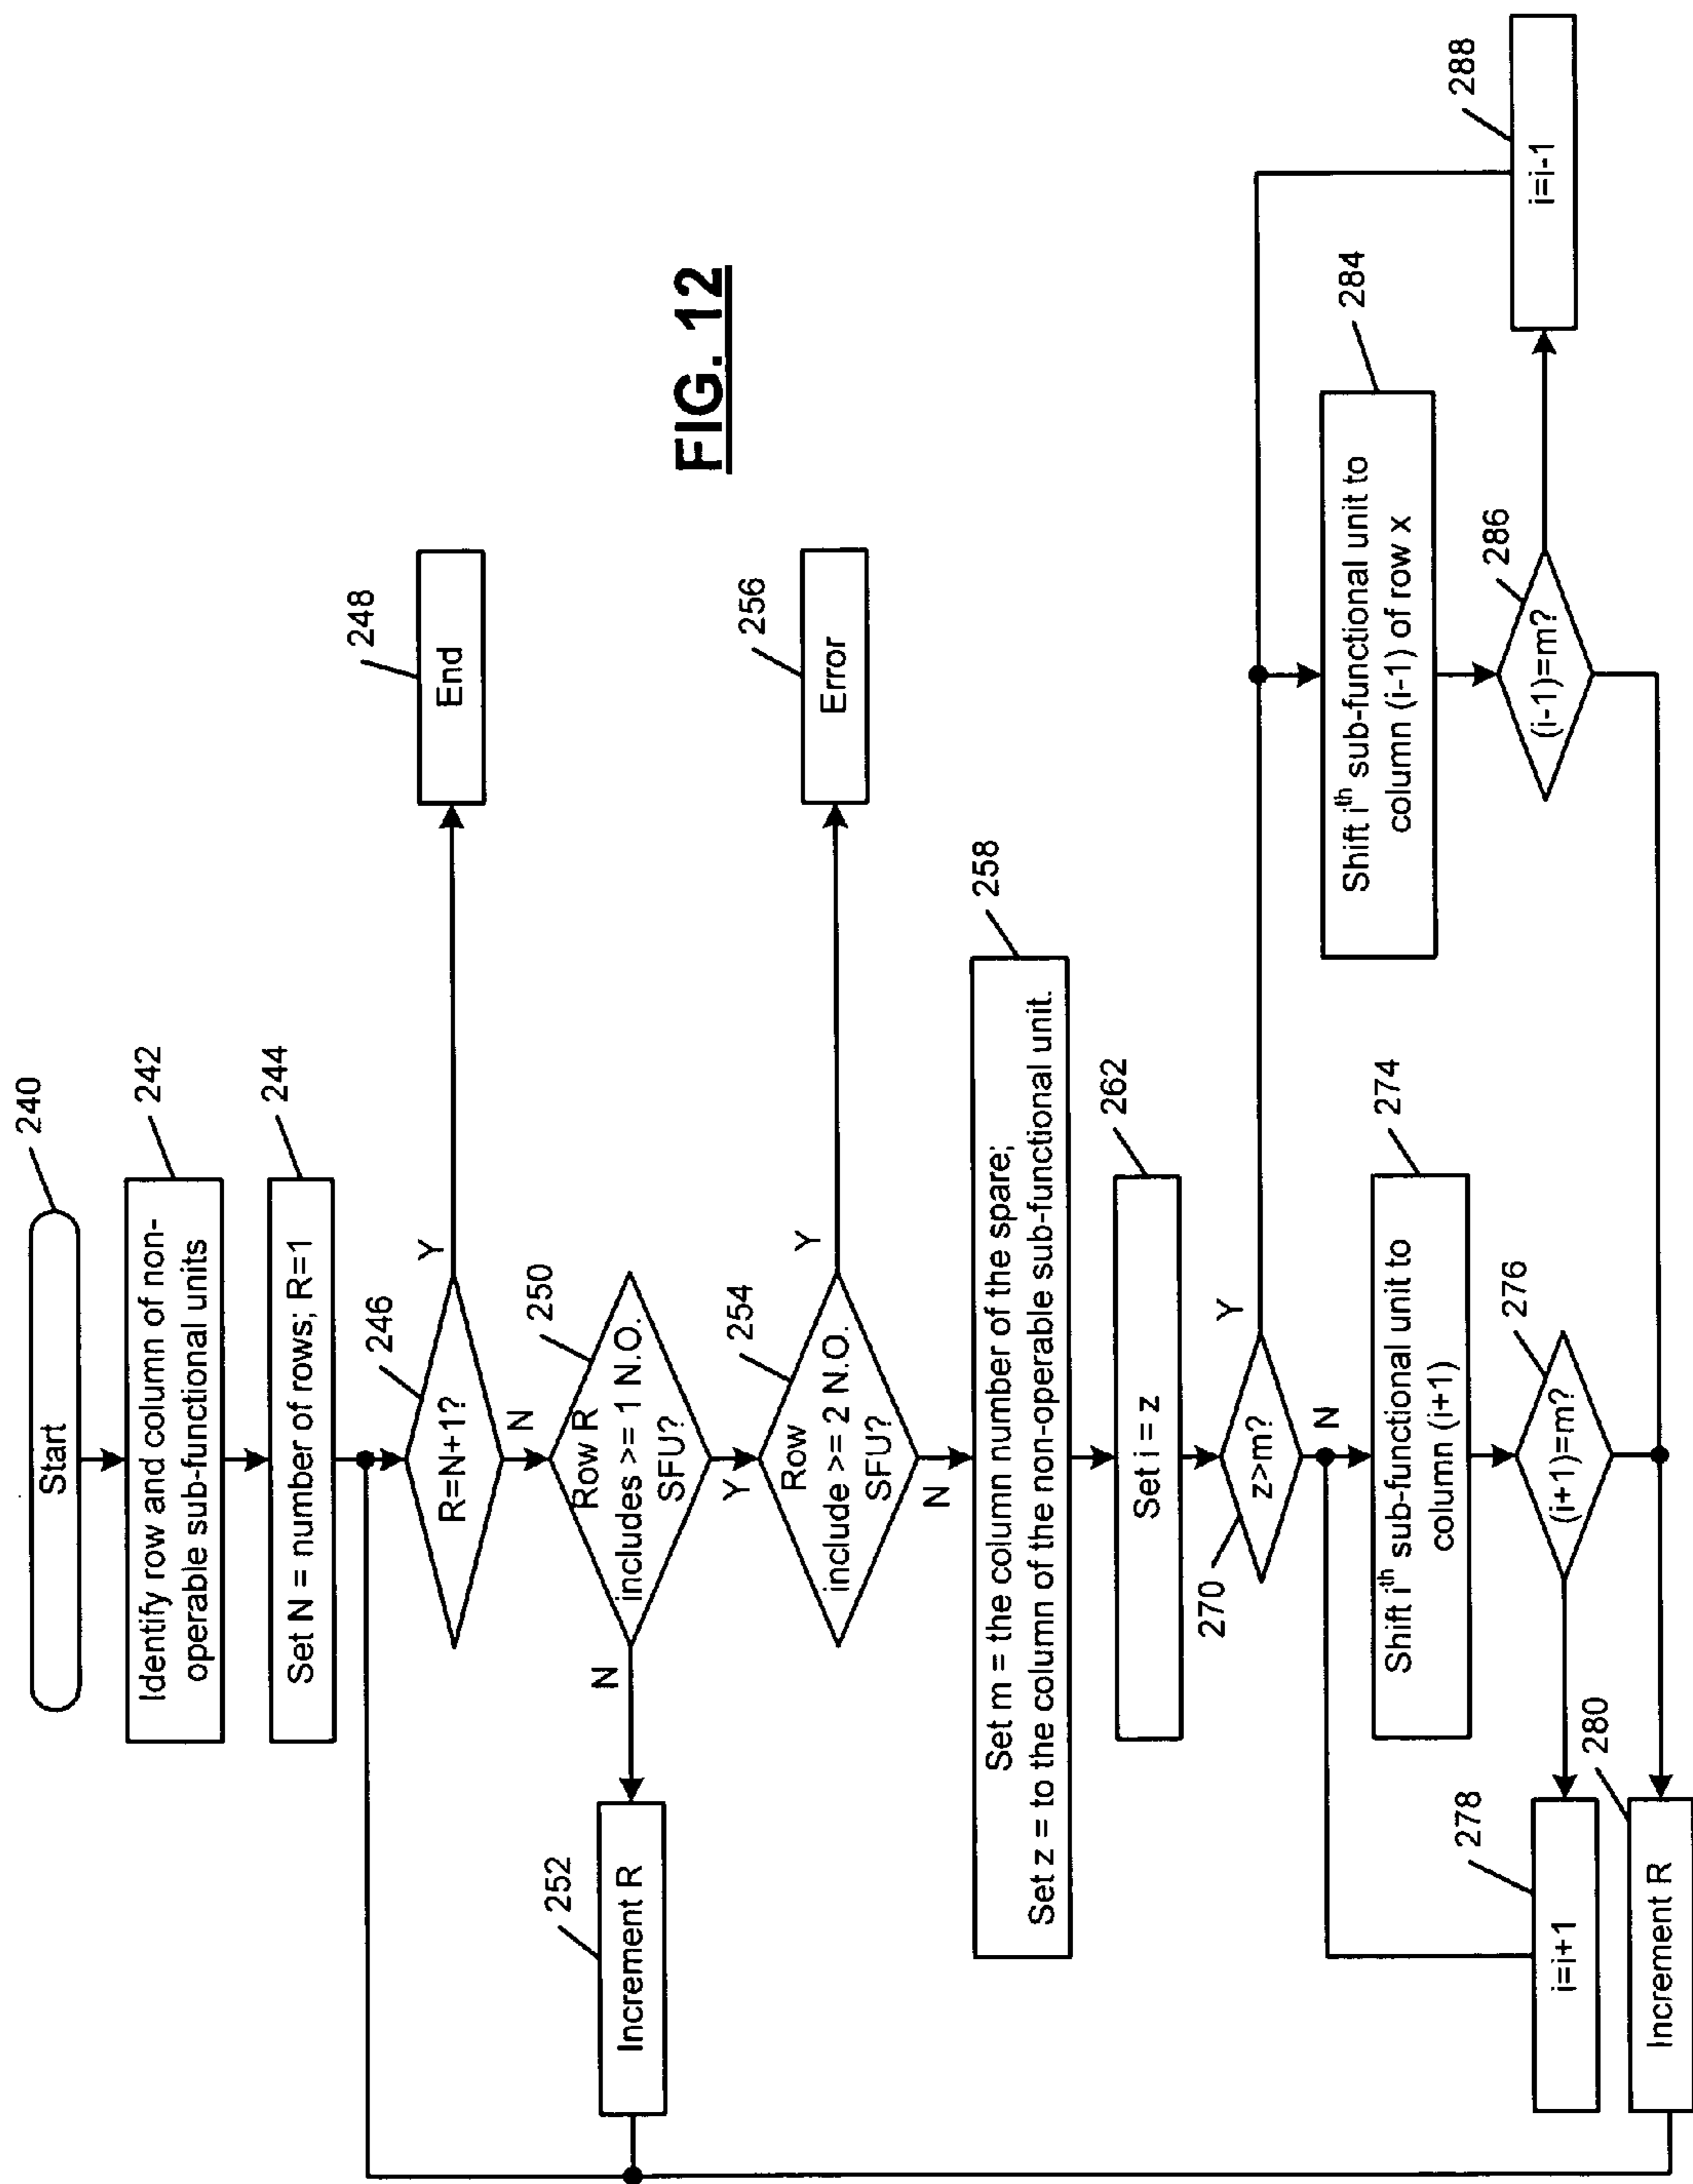 FIG. 12
Start
240
Identify row and column of non-
operable sub-functional units
242
Set N = number of rows; R=1
244
R=N+1?
246
Y
N
End
248
Row R
includes >= 1 N.O.
SFU?
250
N
Y
Increment R
252
Row
include >= 2 N.O.
SFU?
254
Y
N
Error
256
Set m = the column number of the spare;
Set z = to the column of the non-operable sub-functional unit.
258
Set i = z
262
z>m?
270
Y
N
Shift ith sub-functional unit to
column (i+1)
274
(i+1)=m?
276
i=i+1
278
Increment R
280
Shift ith sub-functional unit to
column (i-1) of row x
284
(i-1)=m?
286
i=i-1
288